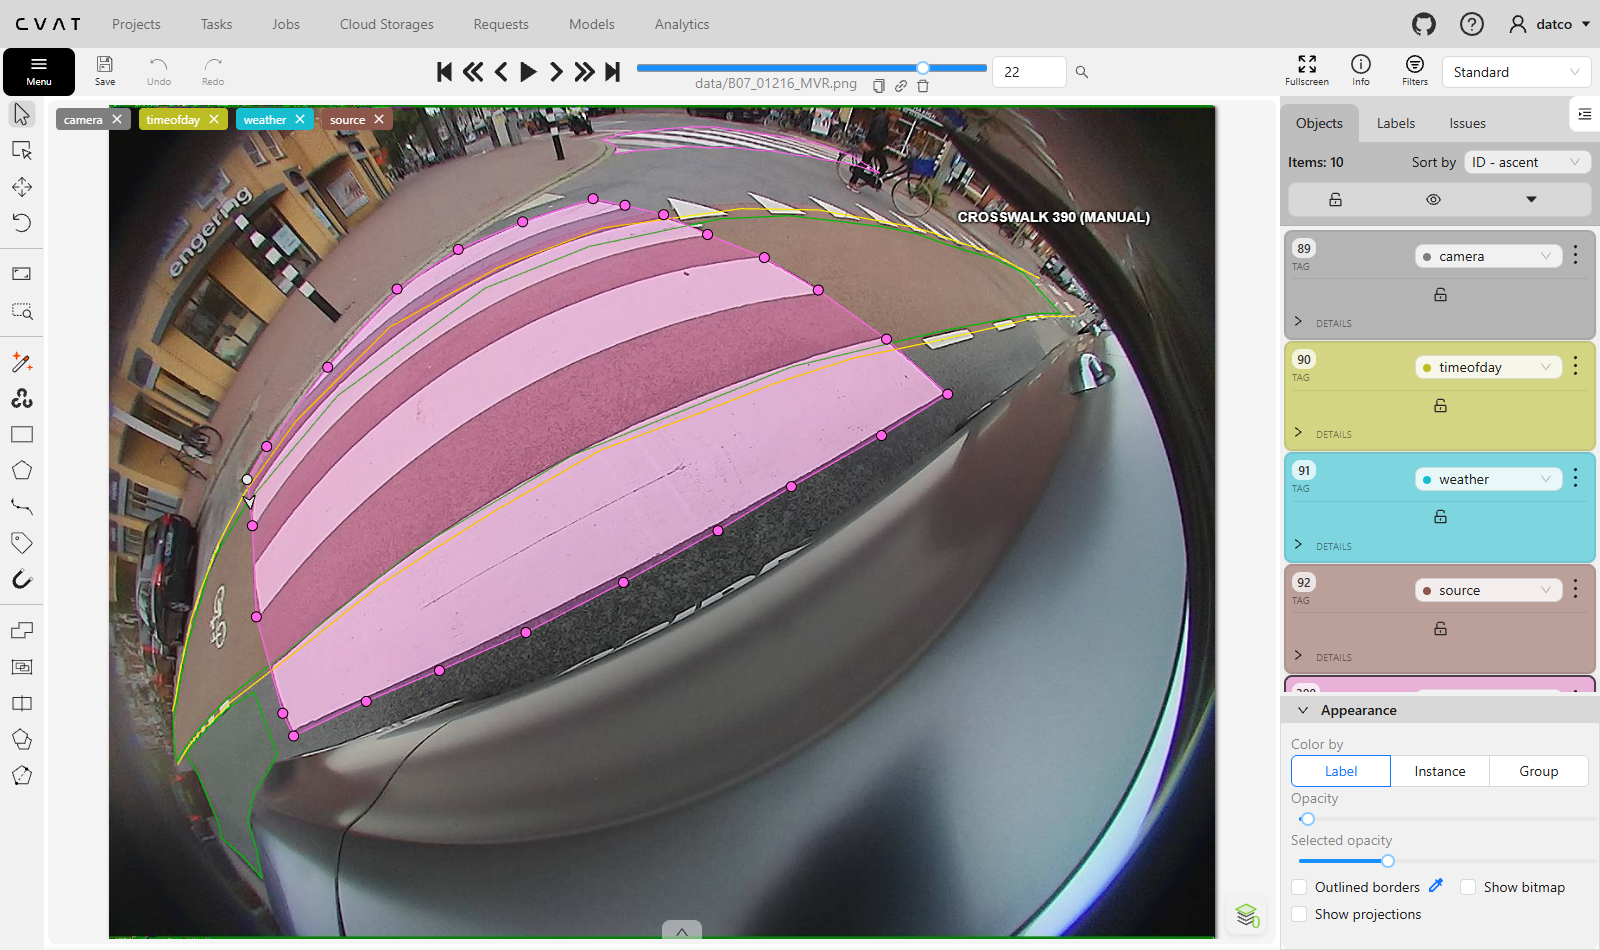 CVAT
Projects
Tasks
Jobs
Cloud Storages
Requests
Models
Analytics
datco
Menu
Save
Undo
Redo
data/B07_01216_MVR.png
22
Fullscreen
Info
Filters
Standard
camera
timeofday
weather
source
engering
CROSSWALK 390 (MANUAL)
Objects
Labels
Issues
Items: 10
Sort by
ID - ascent
89
TAG
camera
DETAILS
90
TAG
timeofday
DETAILS
91
TAG
weather
DETAILS
92
TAG
source
DETAILS
Appearance
Color by
Label
Instance
Group
Opacity
Selected opacity
Outlined borders
Show bitmap
Show projections
0